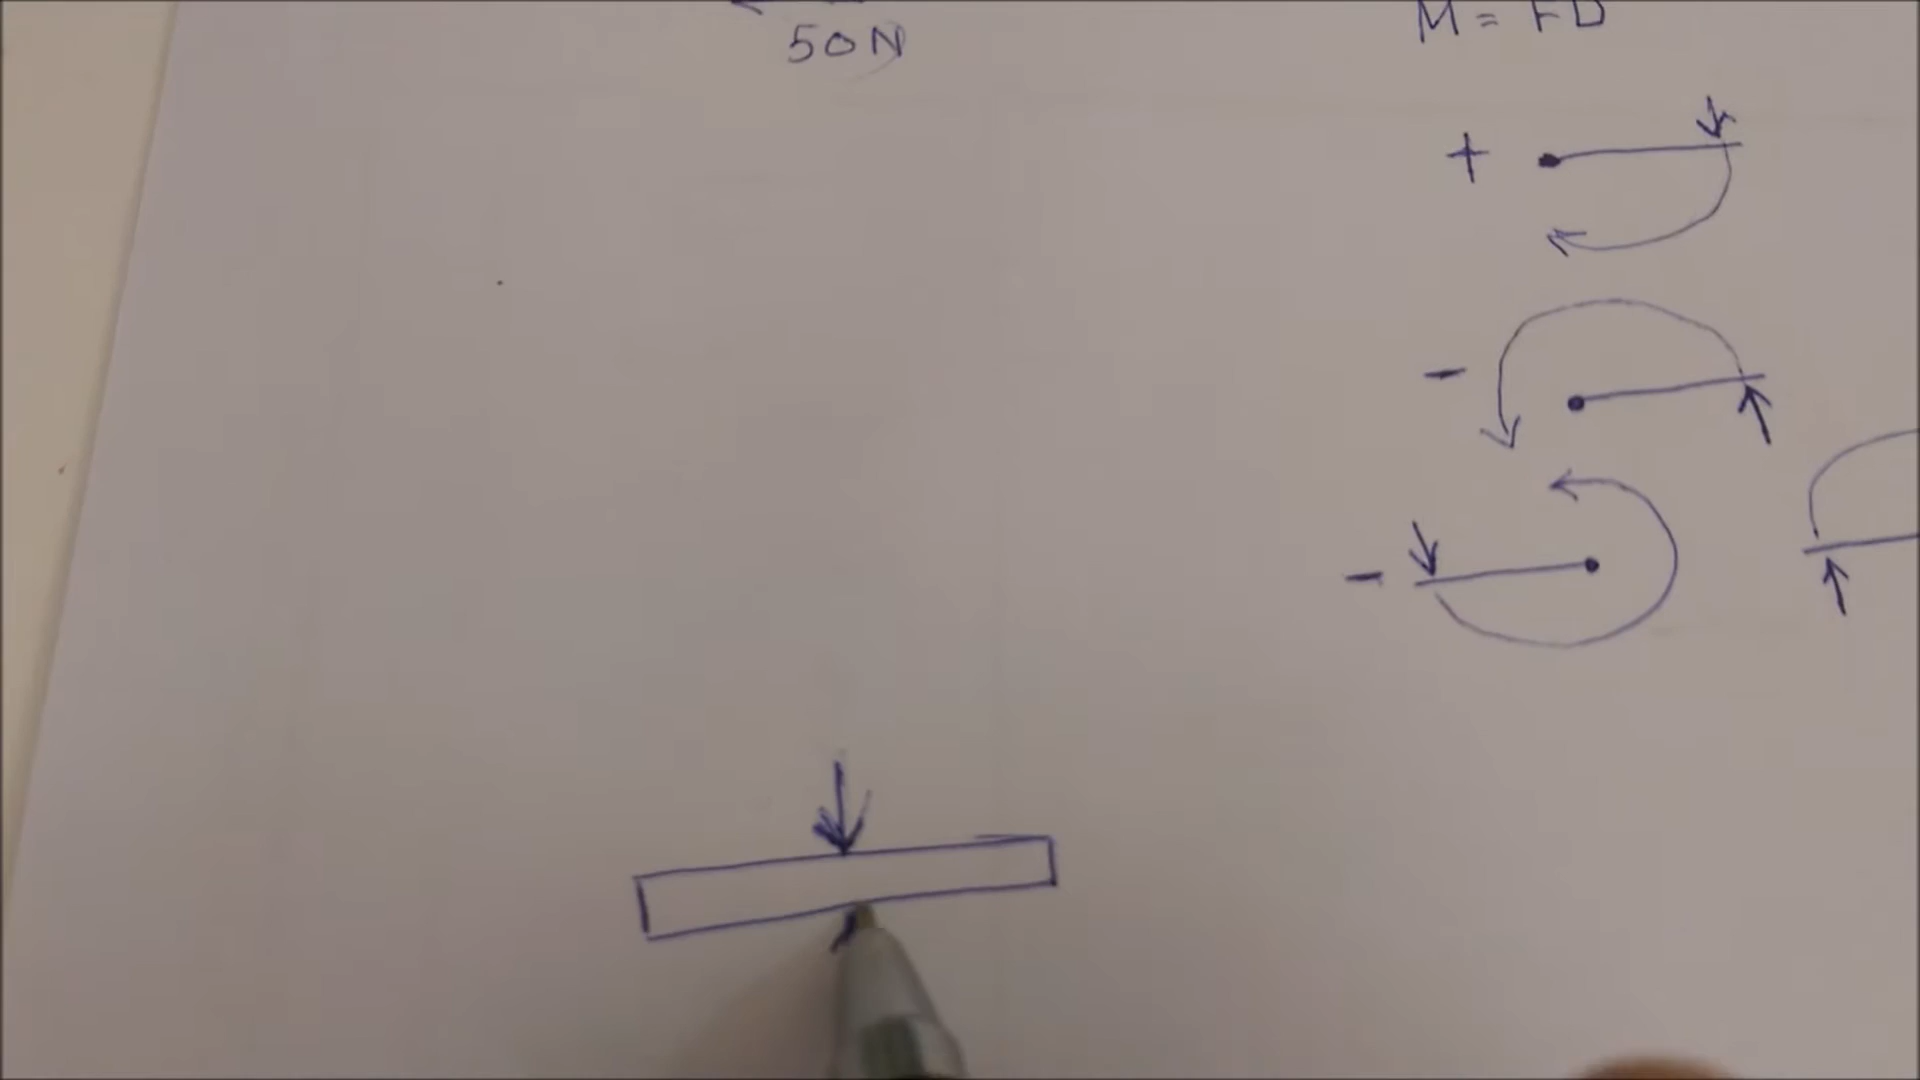 50N
M = FD
+
-
-